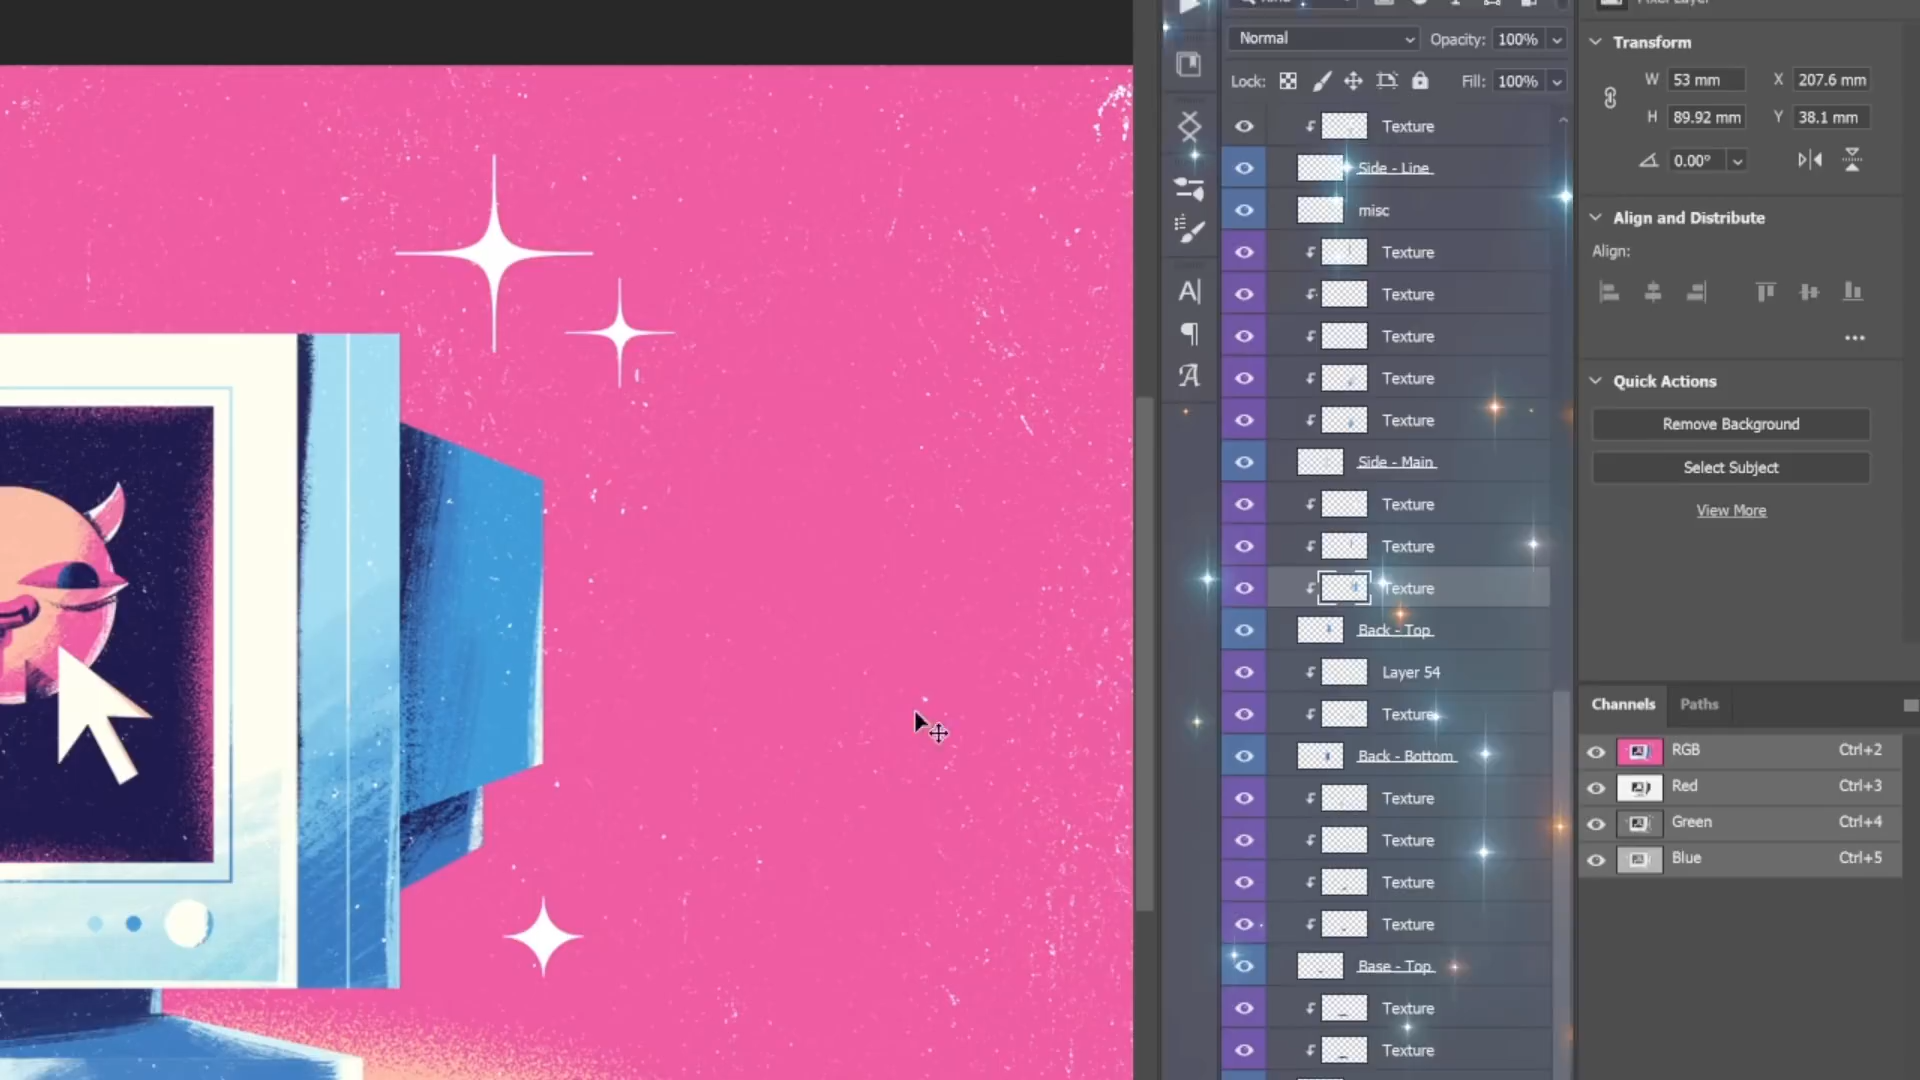 Normal
Opacity: 100%
Lock:
Fill: 100%
Texture
Side - Line
misc
Texture
Texture
Texture
Texture
Texture
Side - Main
Texture
Texture
Texture
Back - Top
Layer 54
Texture
Back - Bottom
Texture
Texture
Texture
Texture
Base - Top
Texture
Texture
Transform
W 53 mm X 207.6 mm
H 89.92 mm Y 38.1 mm
0.00°
Align and Distribute
Align:
Quick Actions
Remove Background
Select Subject
View More
Channels Paths
RGB Ctrl+2
Red Ctrl+3
Green Ctrl+4
Blue Ctrl+5